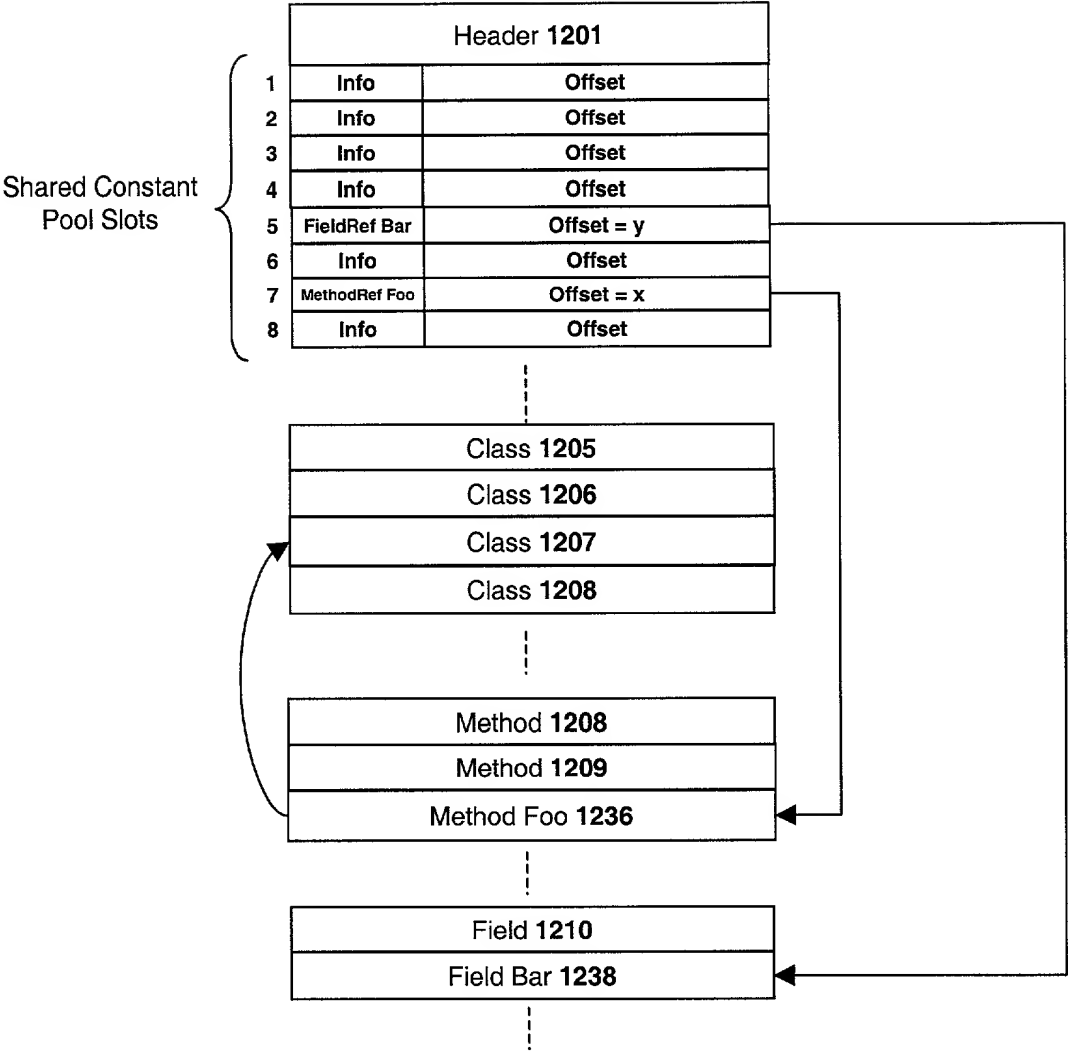 Header 1201
1 Info Offset
2 Info Offset
3 Info Offset
4 Info Offset
Shared Constant
Pool Slots
5 FieldRef Bar Offset = y
6 Info Offset
7 MethodRef Foo Offset = x
8 Info Offset
Class 1205
Class 1206
Class 1207
Class 1208
Method 1208
Method 1209
Method Foo 1236
Field 1210
Field Bar 1238